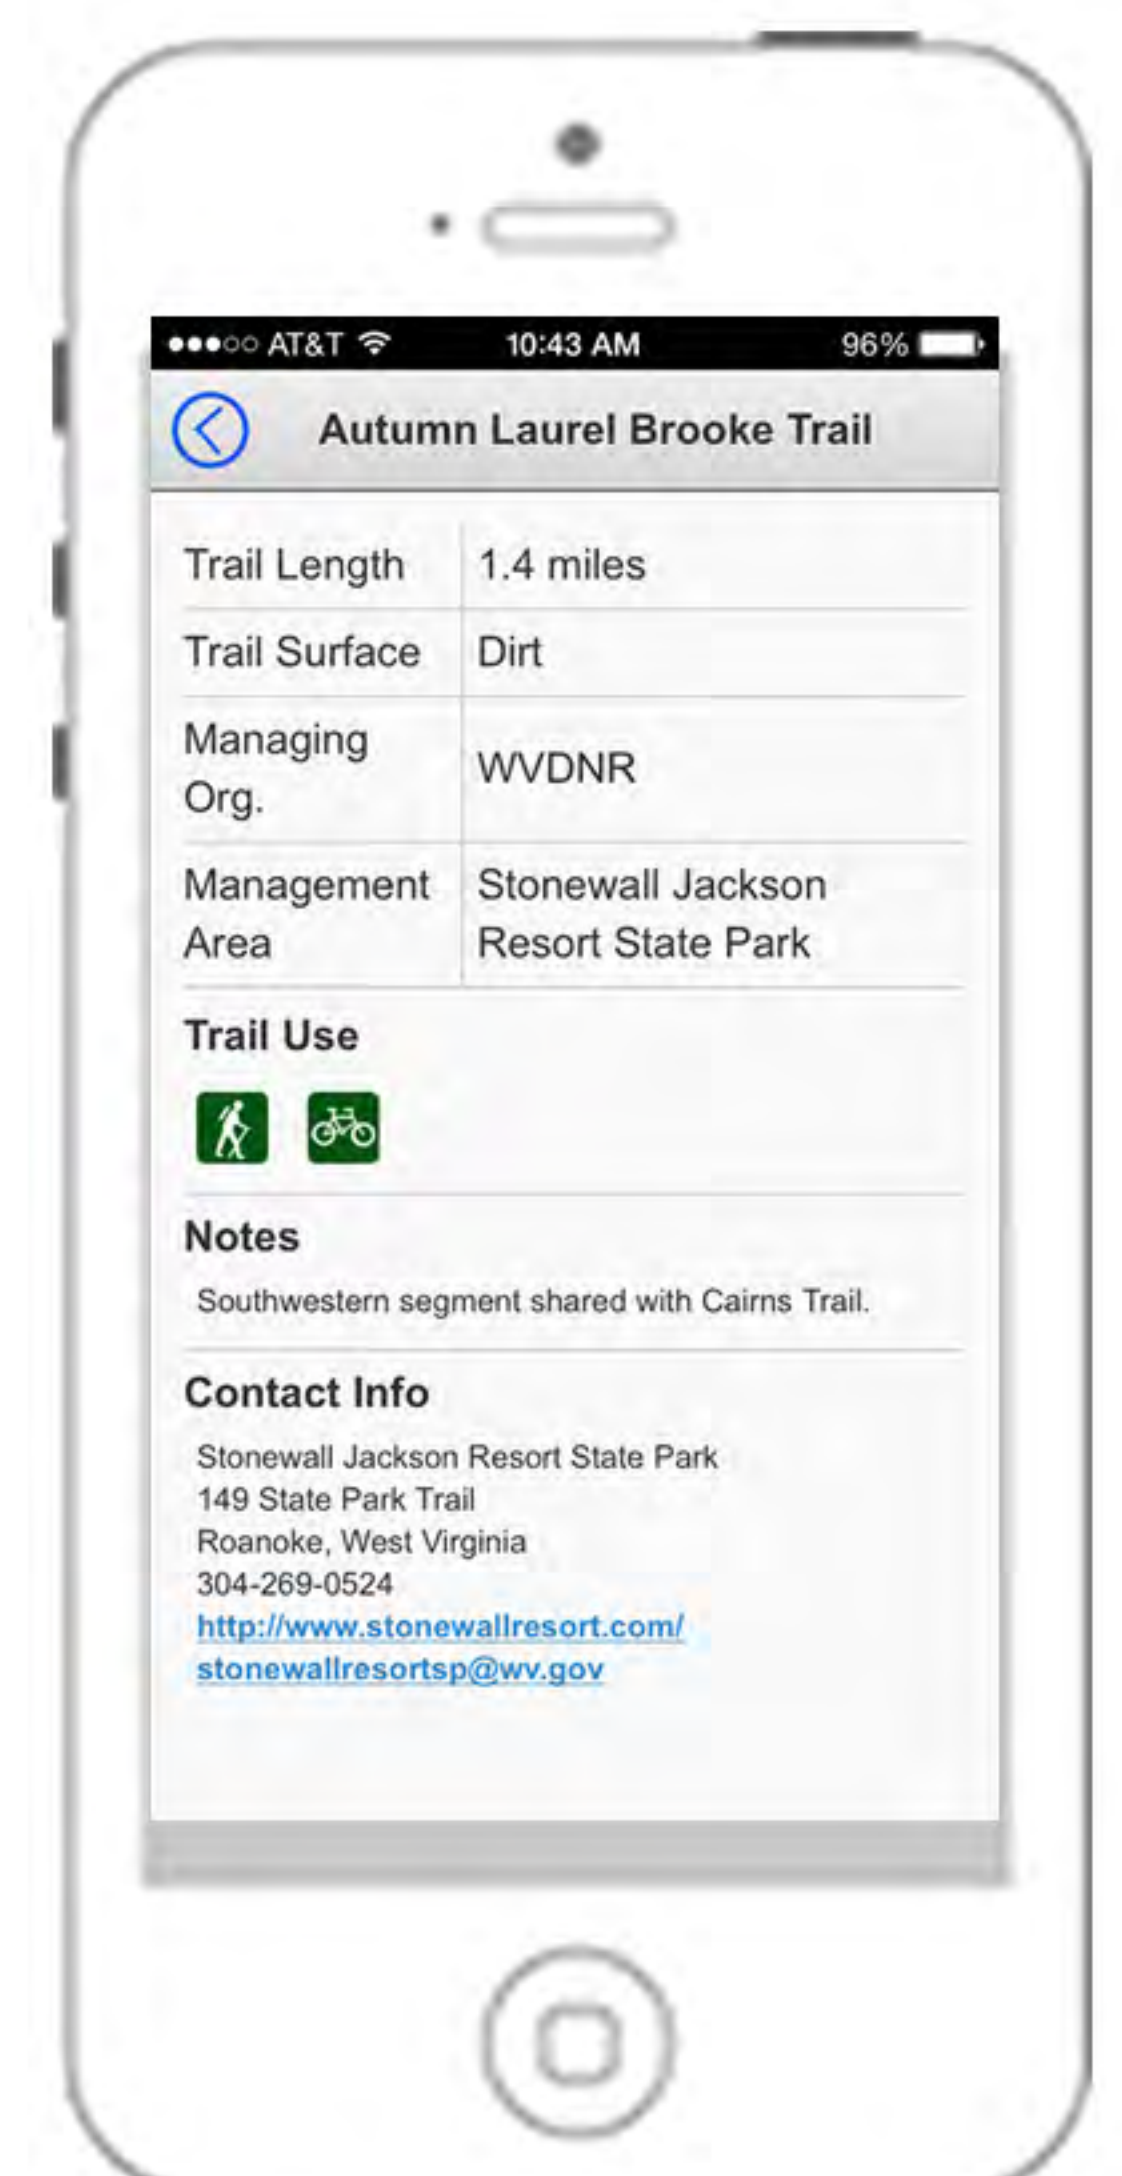 AT&T 10:43 AM 96%
Autumn Laurel Brooke Trail
Trail Length 1.4 miles
Trail Surface Dirt
Managing
Org.
WVDNR
Management
Area
Stonewall Jackson
Resort State Park
Trail Use
Notes
Southwestern segment shared with Cairns Trail.
Contact Info
Stonewall Jackson Resort State Park
149 State Park Trail
Roanoke, West Virginia
304-269-0524
http://www.stonewallresort.com/
stonewallresortsp@wv.gov